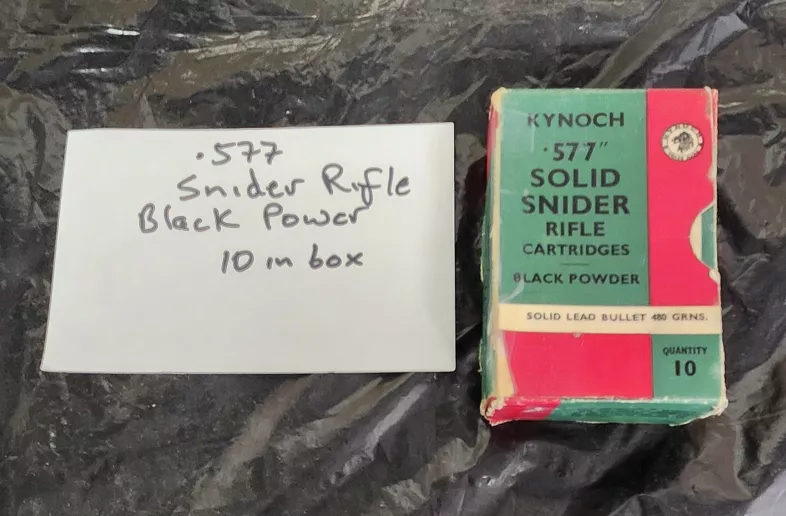 .577
Snider Rifle
Black Power
10 in box
KYNOCH
·577"
SOLID
SNIDER
RIFLE
CARTRIDGES
BLACK POWDER
SOLID LEAD BULLET 480 GRNS.
QUANTITY
10